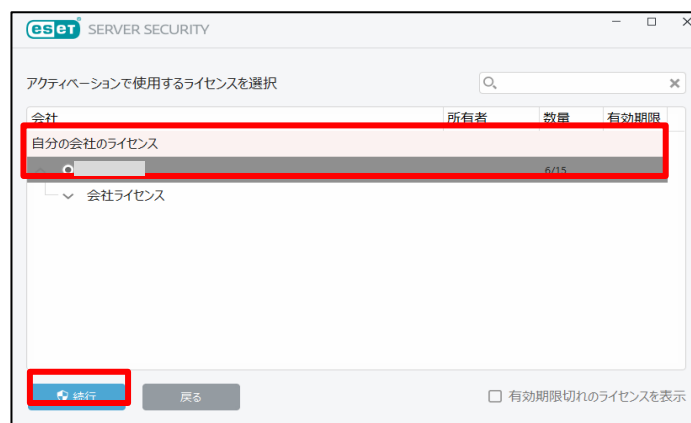 eset SERVER SECURITY
アクティベーションで使用するライセンスを選択
会社 所有者 数量 有効期限
自分の会社のライセンス
6/15
会社ライセンス
続行 戻る 有効期限切れのライセンスを表示